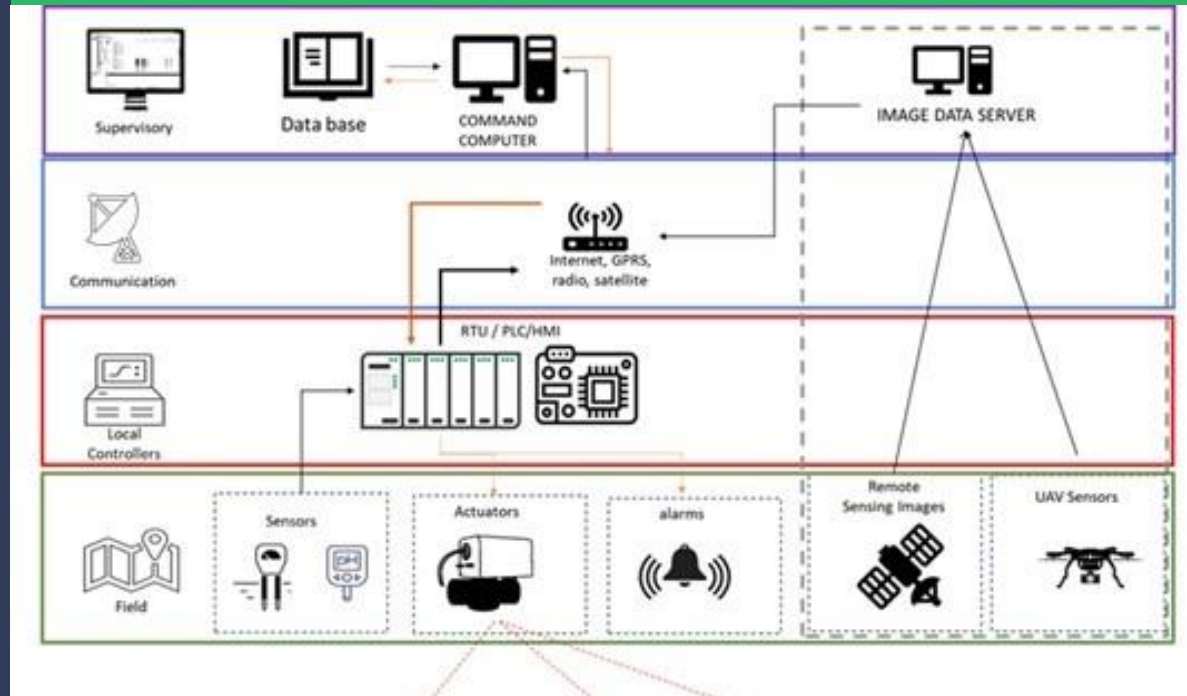 Supervisory
Data base
COMMAND
COMPUTER
IMAGE DATA SERVER
Communication
Internet, GPRS,
radio, satellite
RTU / PLC/HMI
Local
Controllers
Field
Sensors
pH
Actuators
alarms
Remote
Sensing Images
UAV Sensors